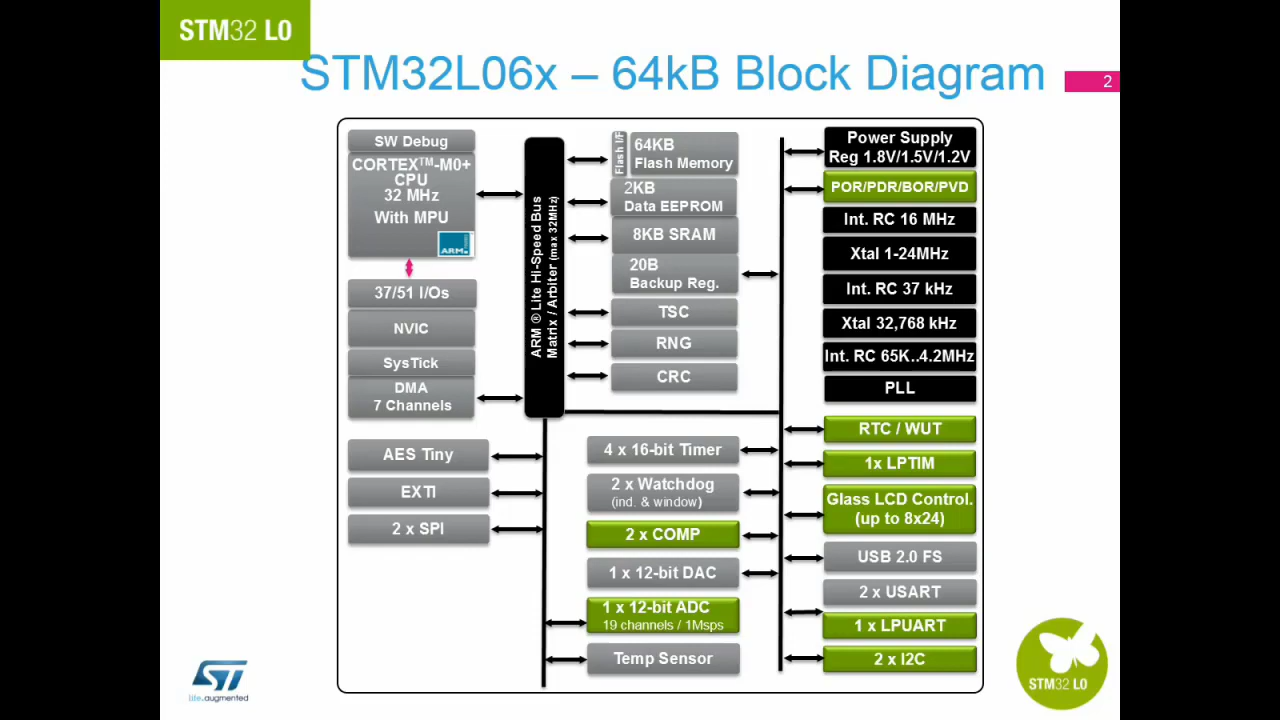 STM32 L0
STM32L06x – 64kB Block Diagram
2
SW Debug
CORTEX™-M0+
CPU
32 MHz
With MPU
ARM
37/51 I/Os
NVIC
SysTick
DMA
7 Channels
AES Tiny
EXTI
2 x SPI
ARM ® Lite Hi-Speed Bus
Matrix / Arbiter (max 32MHz)
Flash I/F
64KB
Flash Memory
2KB
Data EEPROM
8KB SRAM
20B
Backup Reg.
TSC
RNG
CRC
4 x 16-bit Timer
2 x Watchdog
(ind. & window)
2 x COMP
1 x 12-bit DAC
1 x 12-bit ADC
19 channels / 1Msps
Temp Sensor
Power Supply
Reg 1.8V/1.5V/1.2V
POR/PDR/BOR/PVD
Int. RC 16 MHz
Xtal 1-24MHz
Int. RC 37 kHz
Xtal 32,768 kHz
Int. RC 65K..4.2MHz
PLL
RTC / WUT
1x LPTIM
Glass LCD Control.
(up to 8x24)
USB 2.0 FS
2 x USART
1 x LPUART
2 x I2C
ST
life.augmented
STM32 L0